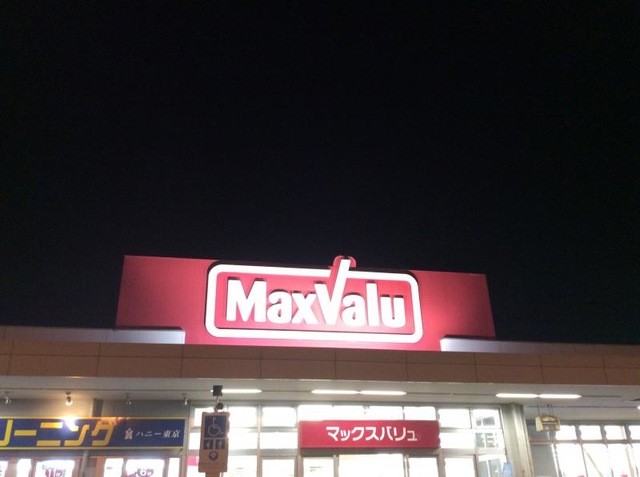 MaxValu
マックスバリュ
リーニング
ハニー東京